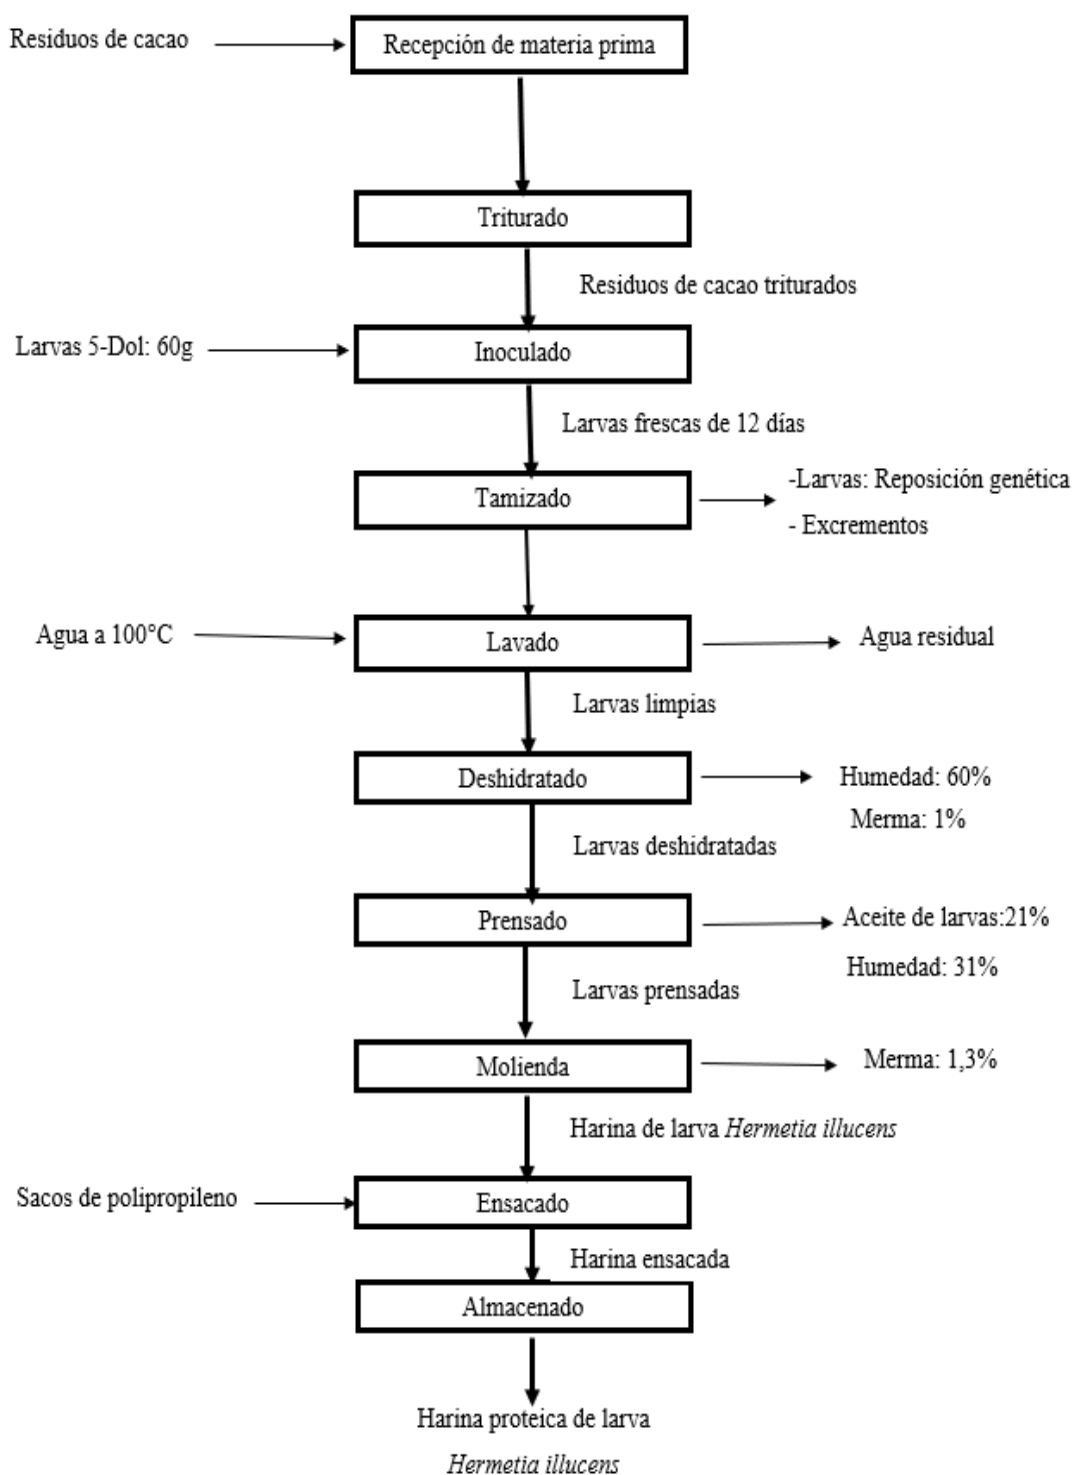 Residuos de cacao
Recepción de materia prima
Triturado
Residuos de cacao triturados
Larvas 5-Dol: 60g
Inoculado
Larvas frescas de 12 días
Tamizado
-Larvas: Reposición genética
- Excrementos
Agua a 100°C
Lavado
Agua residual
Larvas limpias
Deshidratado
Humedad: 60%
Merma: 1%
Larvas deshidratadas
Prensado
Aceite de larvas:21%
Humedad: 31%
Larvas prensadas
Molienda
Merma: 1,3%
Harina de larva Hermetia illucens
Sacos de polipropileno
Ensacado
Harina ensacada
Almacenado
Harina proteica de larva
Hermetia illucens